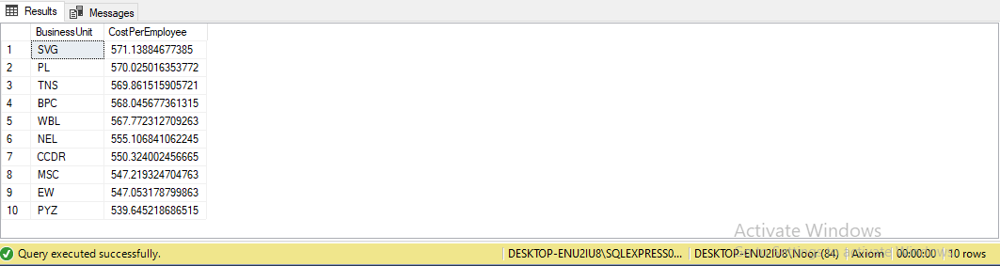 Results Messages
BusinessUnit CostPerEmployee
1 SVG 571.13884677385
2 PL 570.025016353772
3 TNS 569.861515905721
4 BPC 568.045677361315
5 WBL 567.772312709263
6 NEL 555.106841062245
7 CCDR 550.324002456665
8 MSC 547.219324704763
9 EW 547.053178799863
10 PYZ 539.645218686515
Activate Windows
Query executed successfully. DESKTOP-ENU2IU8\SQLEXPRESS0... DESKTOP-ENU2IU8\Noor (84) Axiom 00:00:00 10 rows